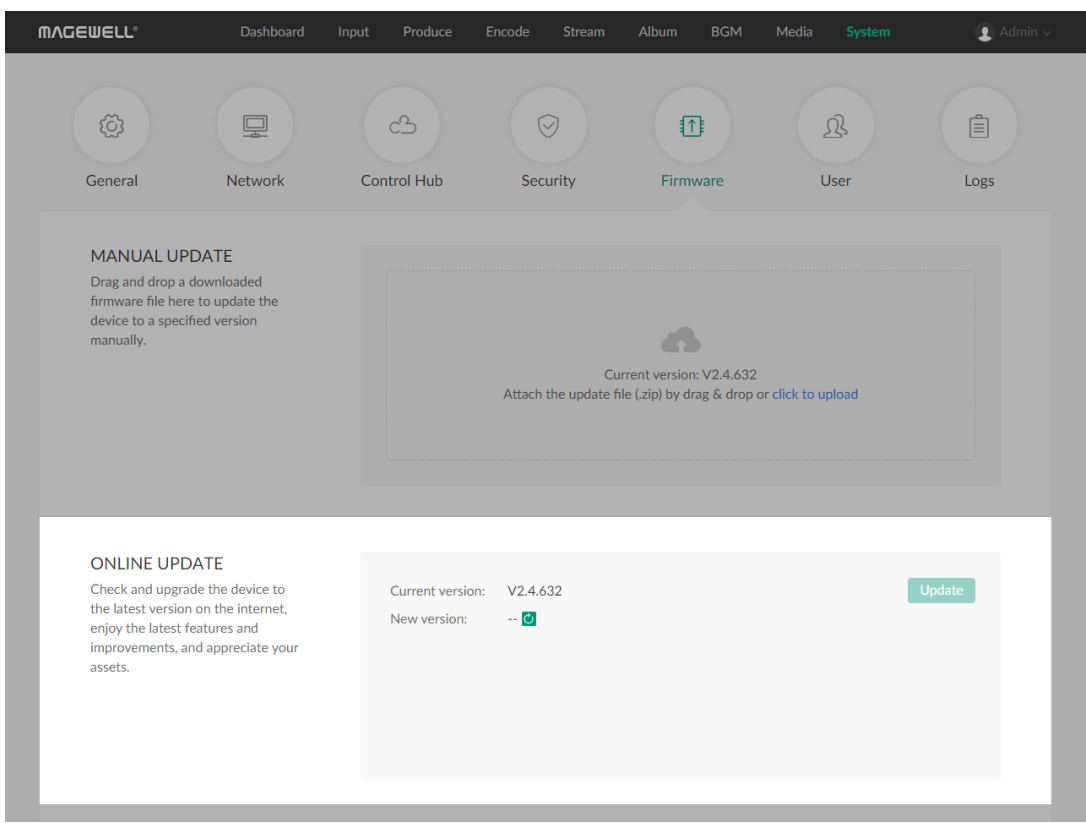 MAGEWELL®
Dashboard Input Produce Encode Stream Album BGM Media System Admin
General Network Control Hub Security Firmware User Logs
MANUAL UPDATE
Drag and drop a downloaded
firmware file here to update the
device to a specified version
manually.
Current version: V2.4.632
Attach the update file (.zip) by drag & drop or click to upload
ONLINE UPDATE
Check and upgrade the device to
the latest version on the internet,
enjoy the latest features and
improvements, and appreciate your
assets.
Current version: V2.4.632
Update
New version: --